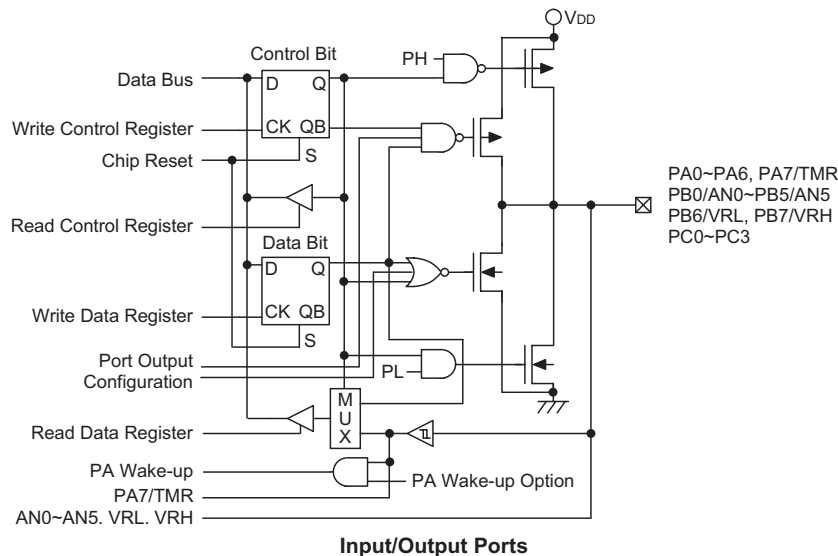 VDD
Control Bit
PH
Data Bus
D Q
Write Control Register
CK QB
Chip Reset
S
PA0~PA6, PA7/TMR
PB0/AN0~PB5/AN5
PB6/VRL, PB7/VRH
PC0~PC3
Read Control Register
Data Bit
D Q
Write Data Register
CK QB
S
Port Output
Configuration
PL
M
U
X
Read Data Register
PA Wake-up
PA Wake-up Option
PA7/TMR
AN0~AN5. VRL. VRH
Input/Output Ports